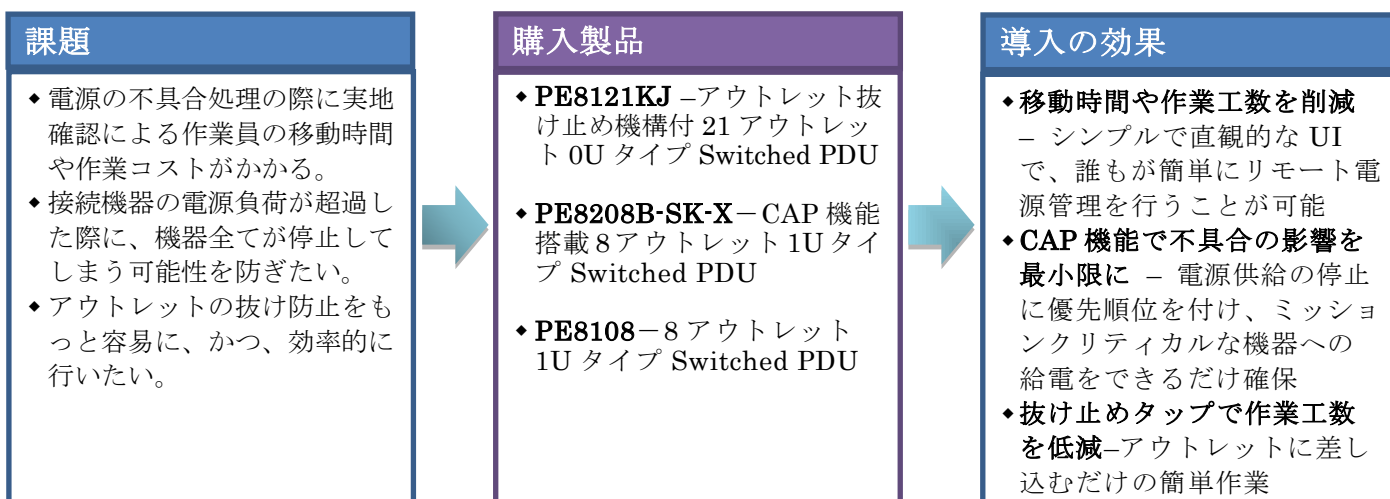 課題
◆電源の不具合処理の際に実地
確認による作業員の移動時間
や作業コストがかかる。
◆接続機器の電源負荷が超過し
た際に、機器全てが停止して
しまう可能性を防ぎたい。
◆アウトレットの抜け防止をも
っと容易に、かつ、効率的に
行いたい。
購入製品
◆PE8121KJ –アウトレット抜
け止め機構付 21 アウトレッ
ト 0U タイプ Switched PDU
◆PE8208B-SK-X－CAP 機能
搭載８アウトレット 1U タイ
プ Switched PDU
◆PE8108－8 アウトレット
1U タイプ Switched PDU
導入の効果
◆移動時間や作業工数を削減
– シンプルで直観的な UI
で、誰もが簡単にリモート電
源管理を行うことが可能
◆CAP 機能で不具合の影響を
最小限に – 電源供給の停止
に優先順位を付け、ミッショ
ンクリティカルな機器への
給電をできるだけ確保
◆抜け止めタップで作業工数
を低減–アウトレットに差し
込むだけの簡単作業